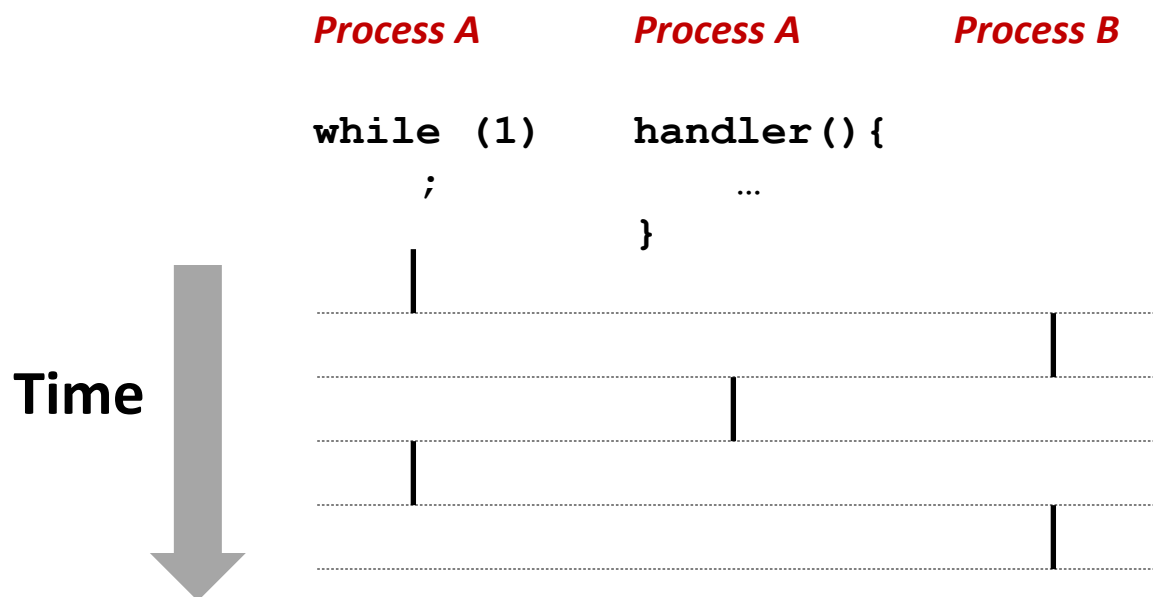 Process A Process A Process B
while (1) handler(){
; …
}
Time